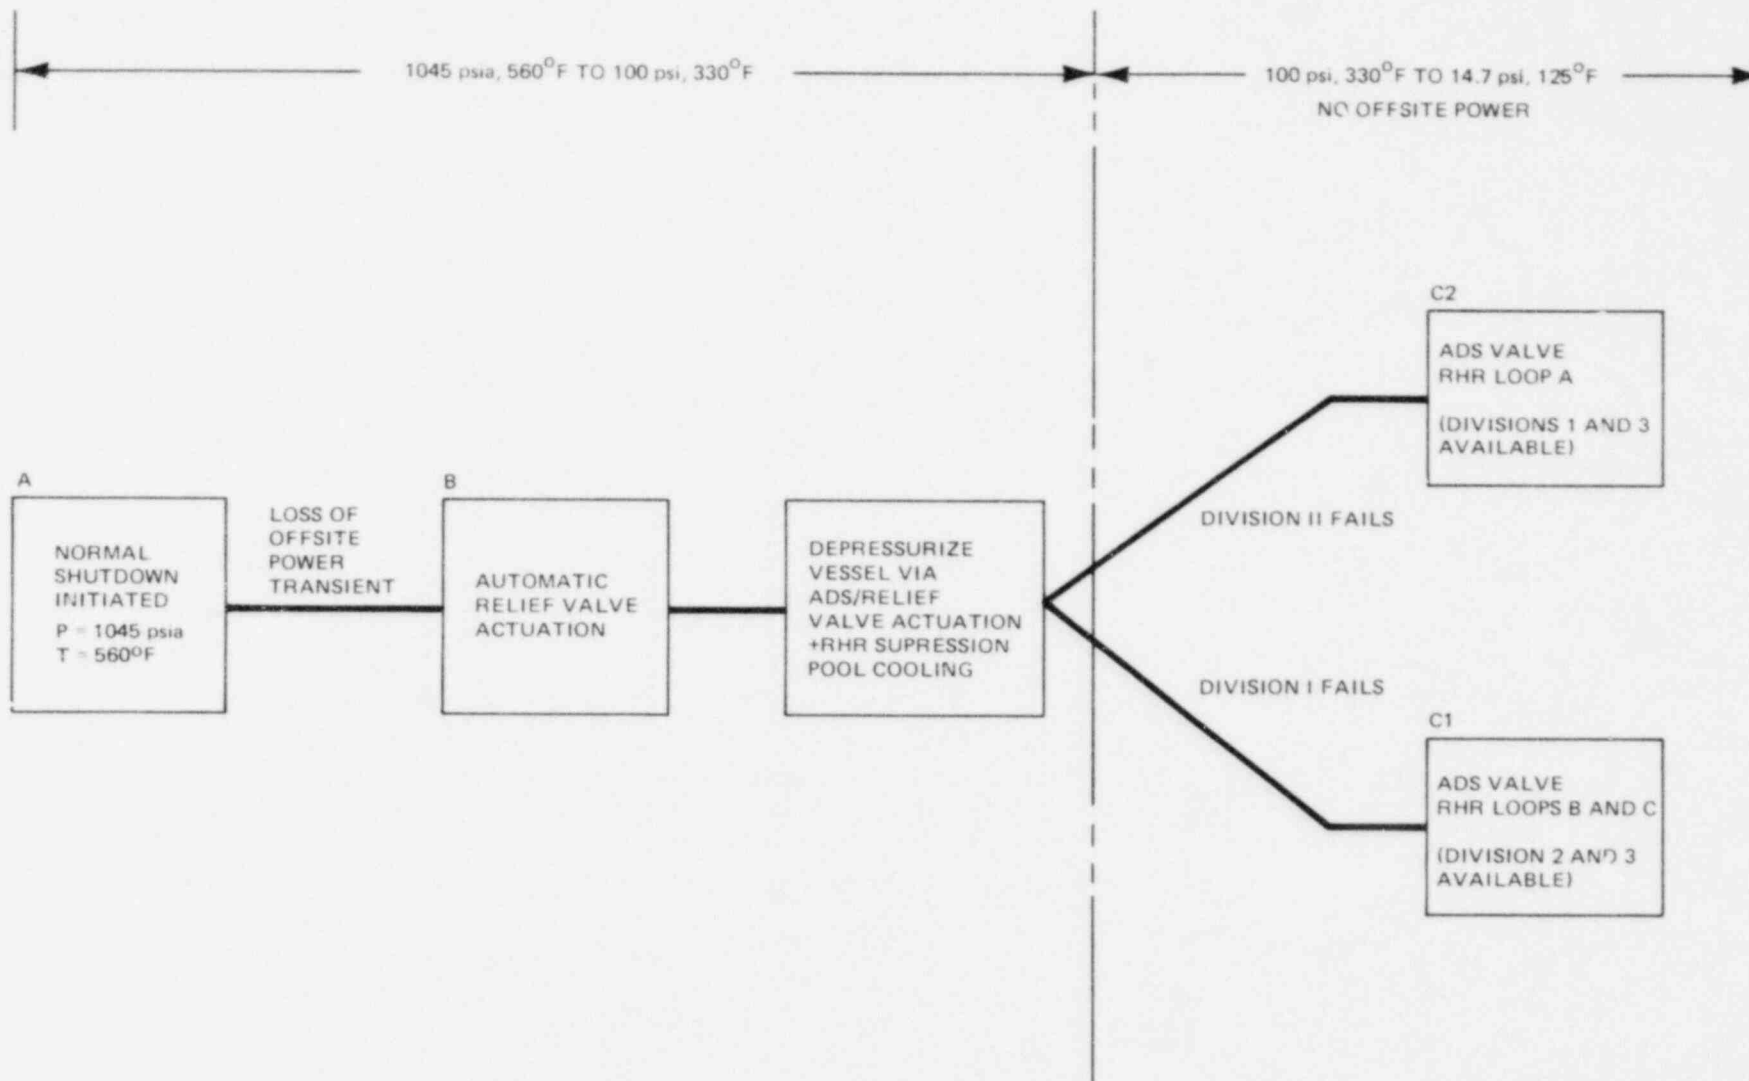 1045 psia, 560°F TO 100 psi, 330°F
100 psi, 330°F TO 14.7 psi, 125°F
NO OFFSITE POWER
A
NORMAL
SHUTDOWN
INITIATED
P = 1045 psia
T = 560°F
LOSS OF
OFFSITE
POWER
TRANSIENT
B
AUTOMATIC
RELIEF VALVE
ACTUATION
DEPRESSURIZE
VESSEL VIA
ADS/RELIEF
VALVE ACTUATION
+RHR SUPRESSION
POOL COOLING
DIVISION II FAILS
C2
ADS VALVE
RHR LOOP A
(DIVISIONS 1 AND 3
AVAILABLE)
DIVISION I FAILS
C1
ADS VALVE
RHR LOOPS B AND C
(DIVISION 2 AND 3
AVAILABLE)